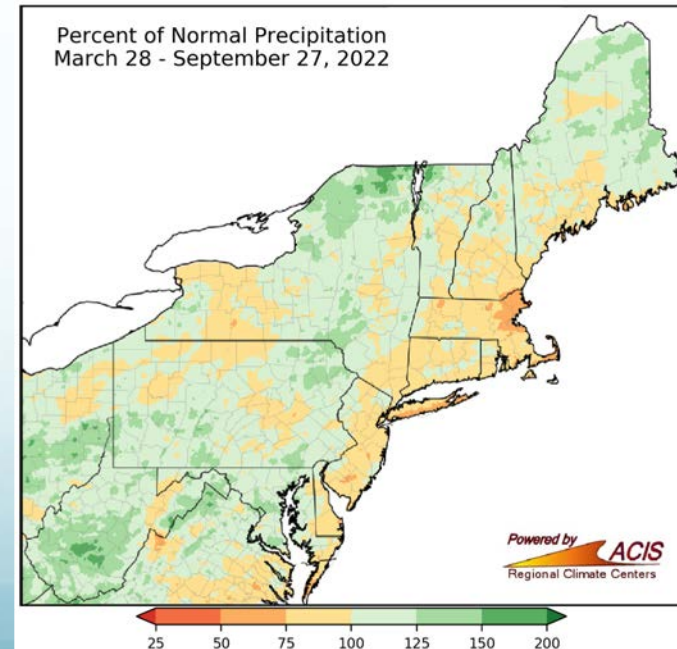 Percent of Normal Precipitation
March 28 - September 27, 2022
Powered by
ACIS
Regional Climate Centers
25 50 75 100 125 150 200